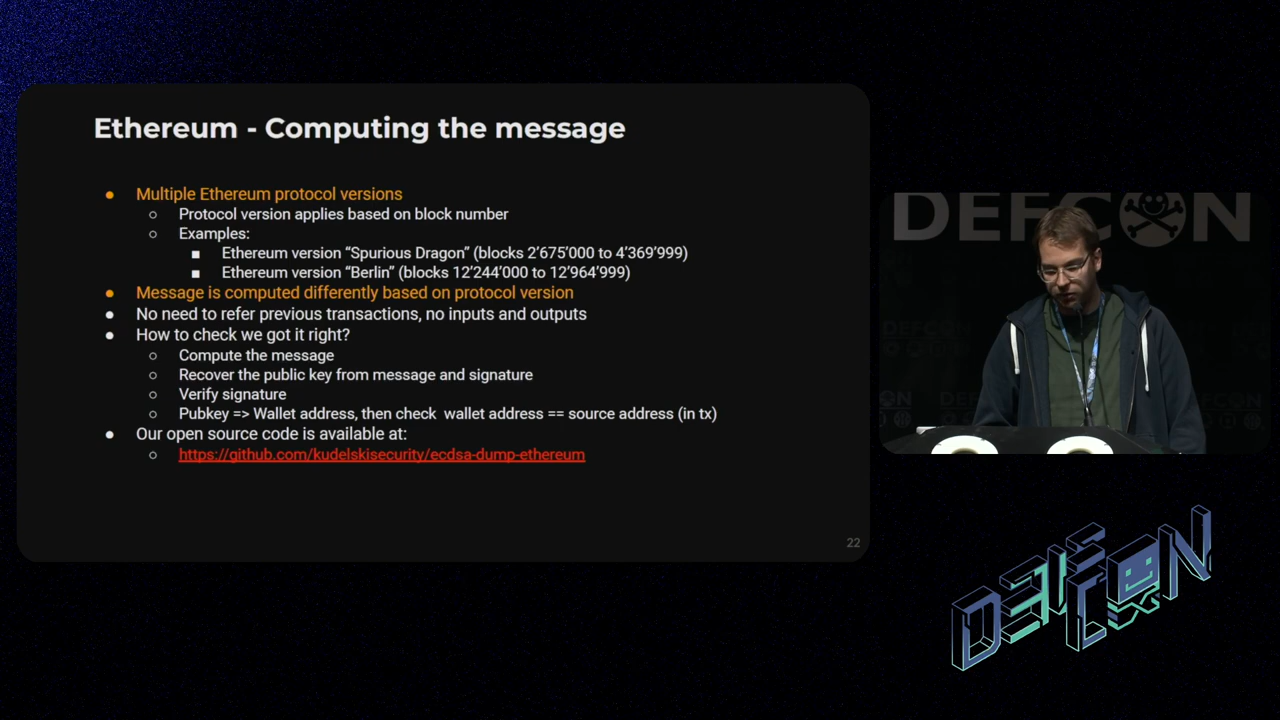 Ethereum - Computing the message
● Multiple Ethereum protocol versions
○ Protocol version applies based on block number
○ Examples:
■ Ethereum version “Spurious Dragon” (blocks 2’675’000 to 4’369’999)
■ Ethereum version “Berlin” (blocks 12’244’000 to 12’964’999)
● Message is computed differently based on protocol version
● No need to refer previous transactions, no inputs and outputs
● How to check we got it right?
○ Compute the message
○ Recover the public key from message and signature
○ Verify signature
○ Pubkey => Wallet address, then check wallet address == source address (in tx)
● Our open source code is available at:
○ https://github.com/kudelskisecurity/ecdsa-dump-ethereum
22
DEFCON
DEF CON